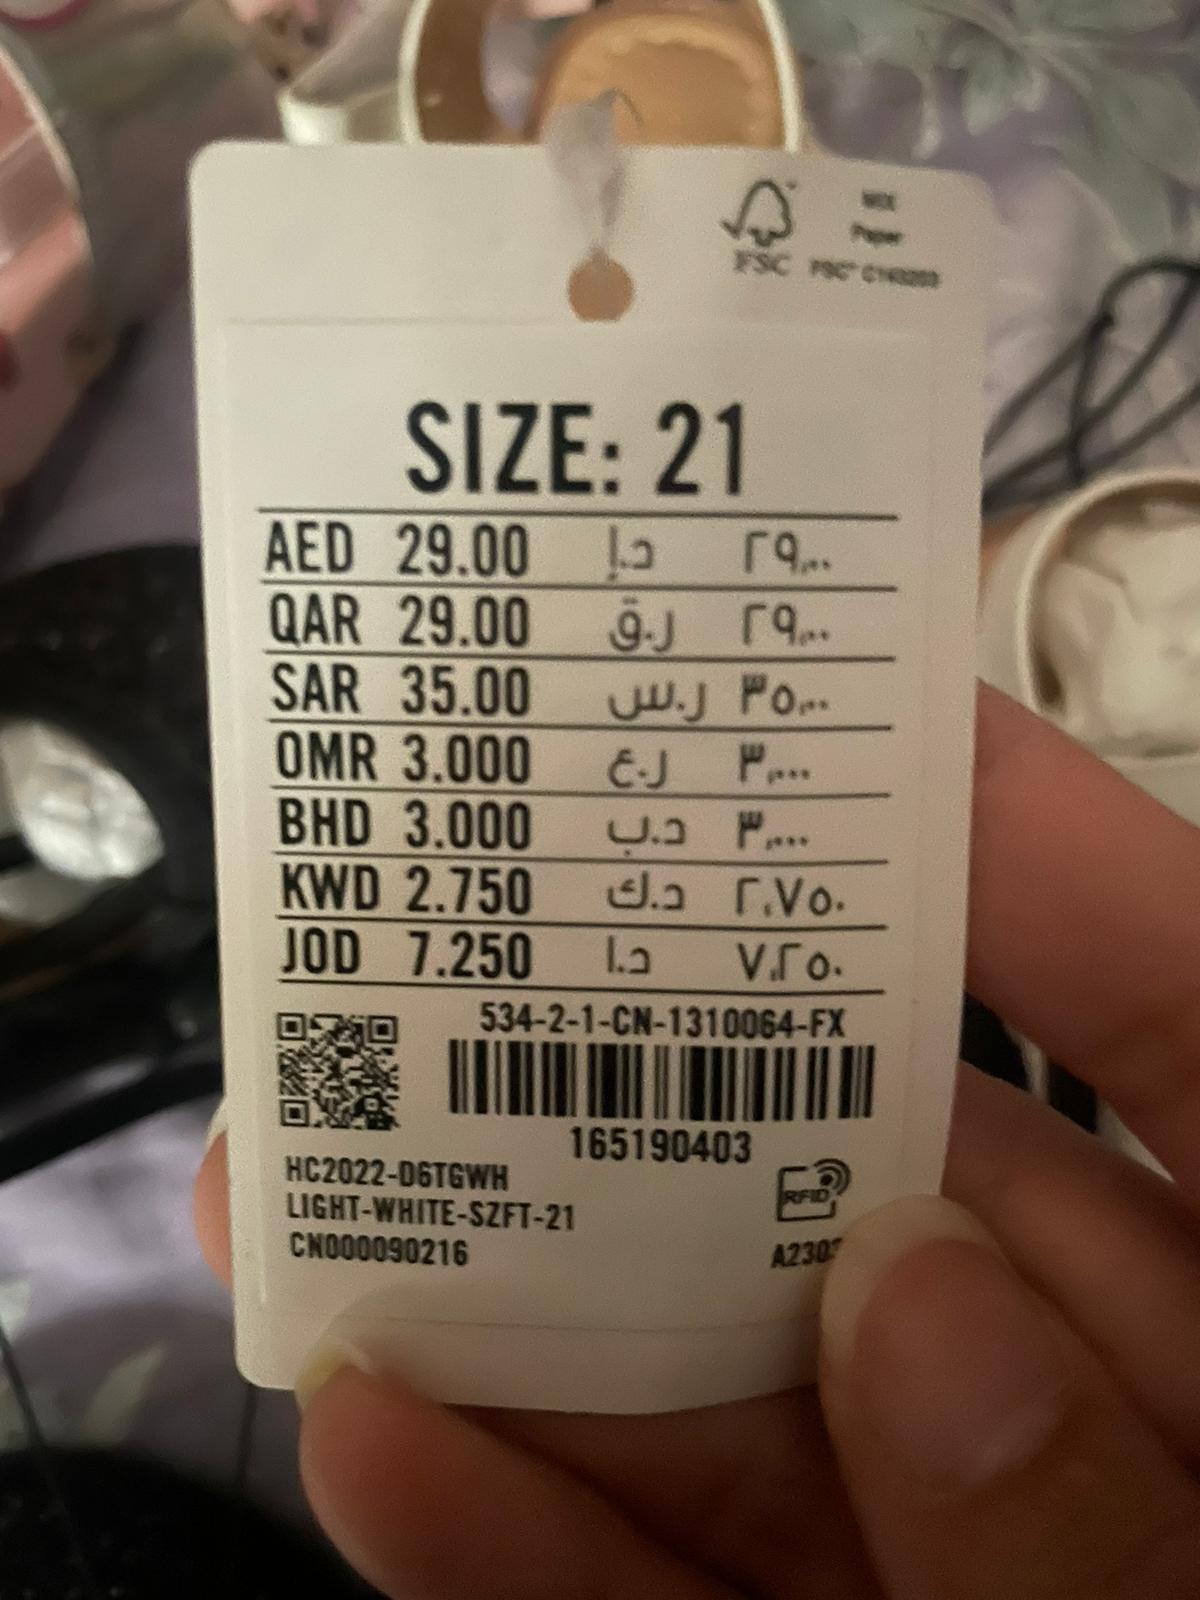 MIX
Paper
FSC FSC®
SIZE: 21
AED 29.00 د.إ ٢٩,٠٠
QAR 29.00 ر.ق ٢٩,٠٠
SAR 35.00 ر.س ٣٥,٠٠
OMR 3.000 ر.ع ٣,٠٠٠
BHD 3.000 د.ب ٣,٠٠٠
KWD 2.750 د.ك ٢,٧٥٠
JOD 7.250 د.ا ٧,٢٥٠
534-2-1-CN-1310064-FX
165190403
HC2022-D6TGWH
LIGHT-WHITE-SZFT-21
CN000090216
RFID